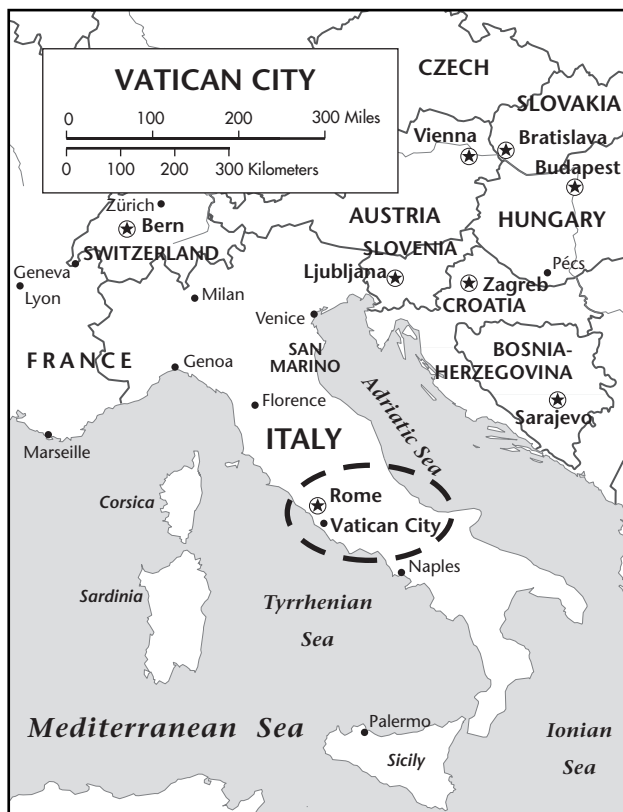 VATICAN CITY
0 100 200 300 Miles
0 100 200 300 Kilometers
CZECH
SLOVAKIA
Vienna
Bratislava
Budapest
Zürich
Bern
AUSTRIA
HUNGARY
SWITZERLAND
SLOVENIA
Geneva
Ljubljana
Pécs
Lyon
Zagreb
Milan
CROATIA
Venice
FRANCE
SAN
MARINO
BOSNIA-
HERZEGOVINA
Genoa
Adriatic Sea
Florence
Sarajevo
Marseille
ITALY
Corsica
Rome
Vatican City
Sardinia
Naples
Tyrrhenian
Sea
Mediterranean Sea
Palermo
Ionian
Sea
Sicily